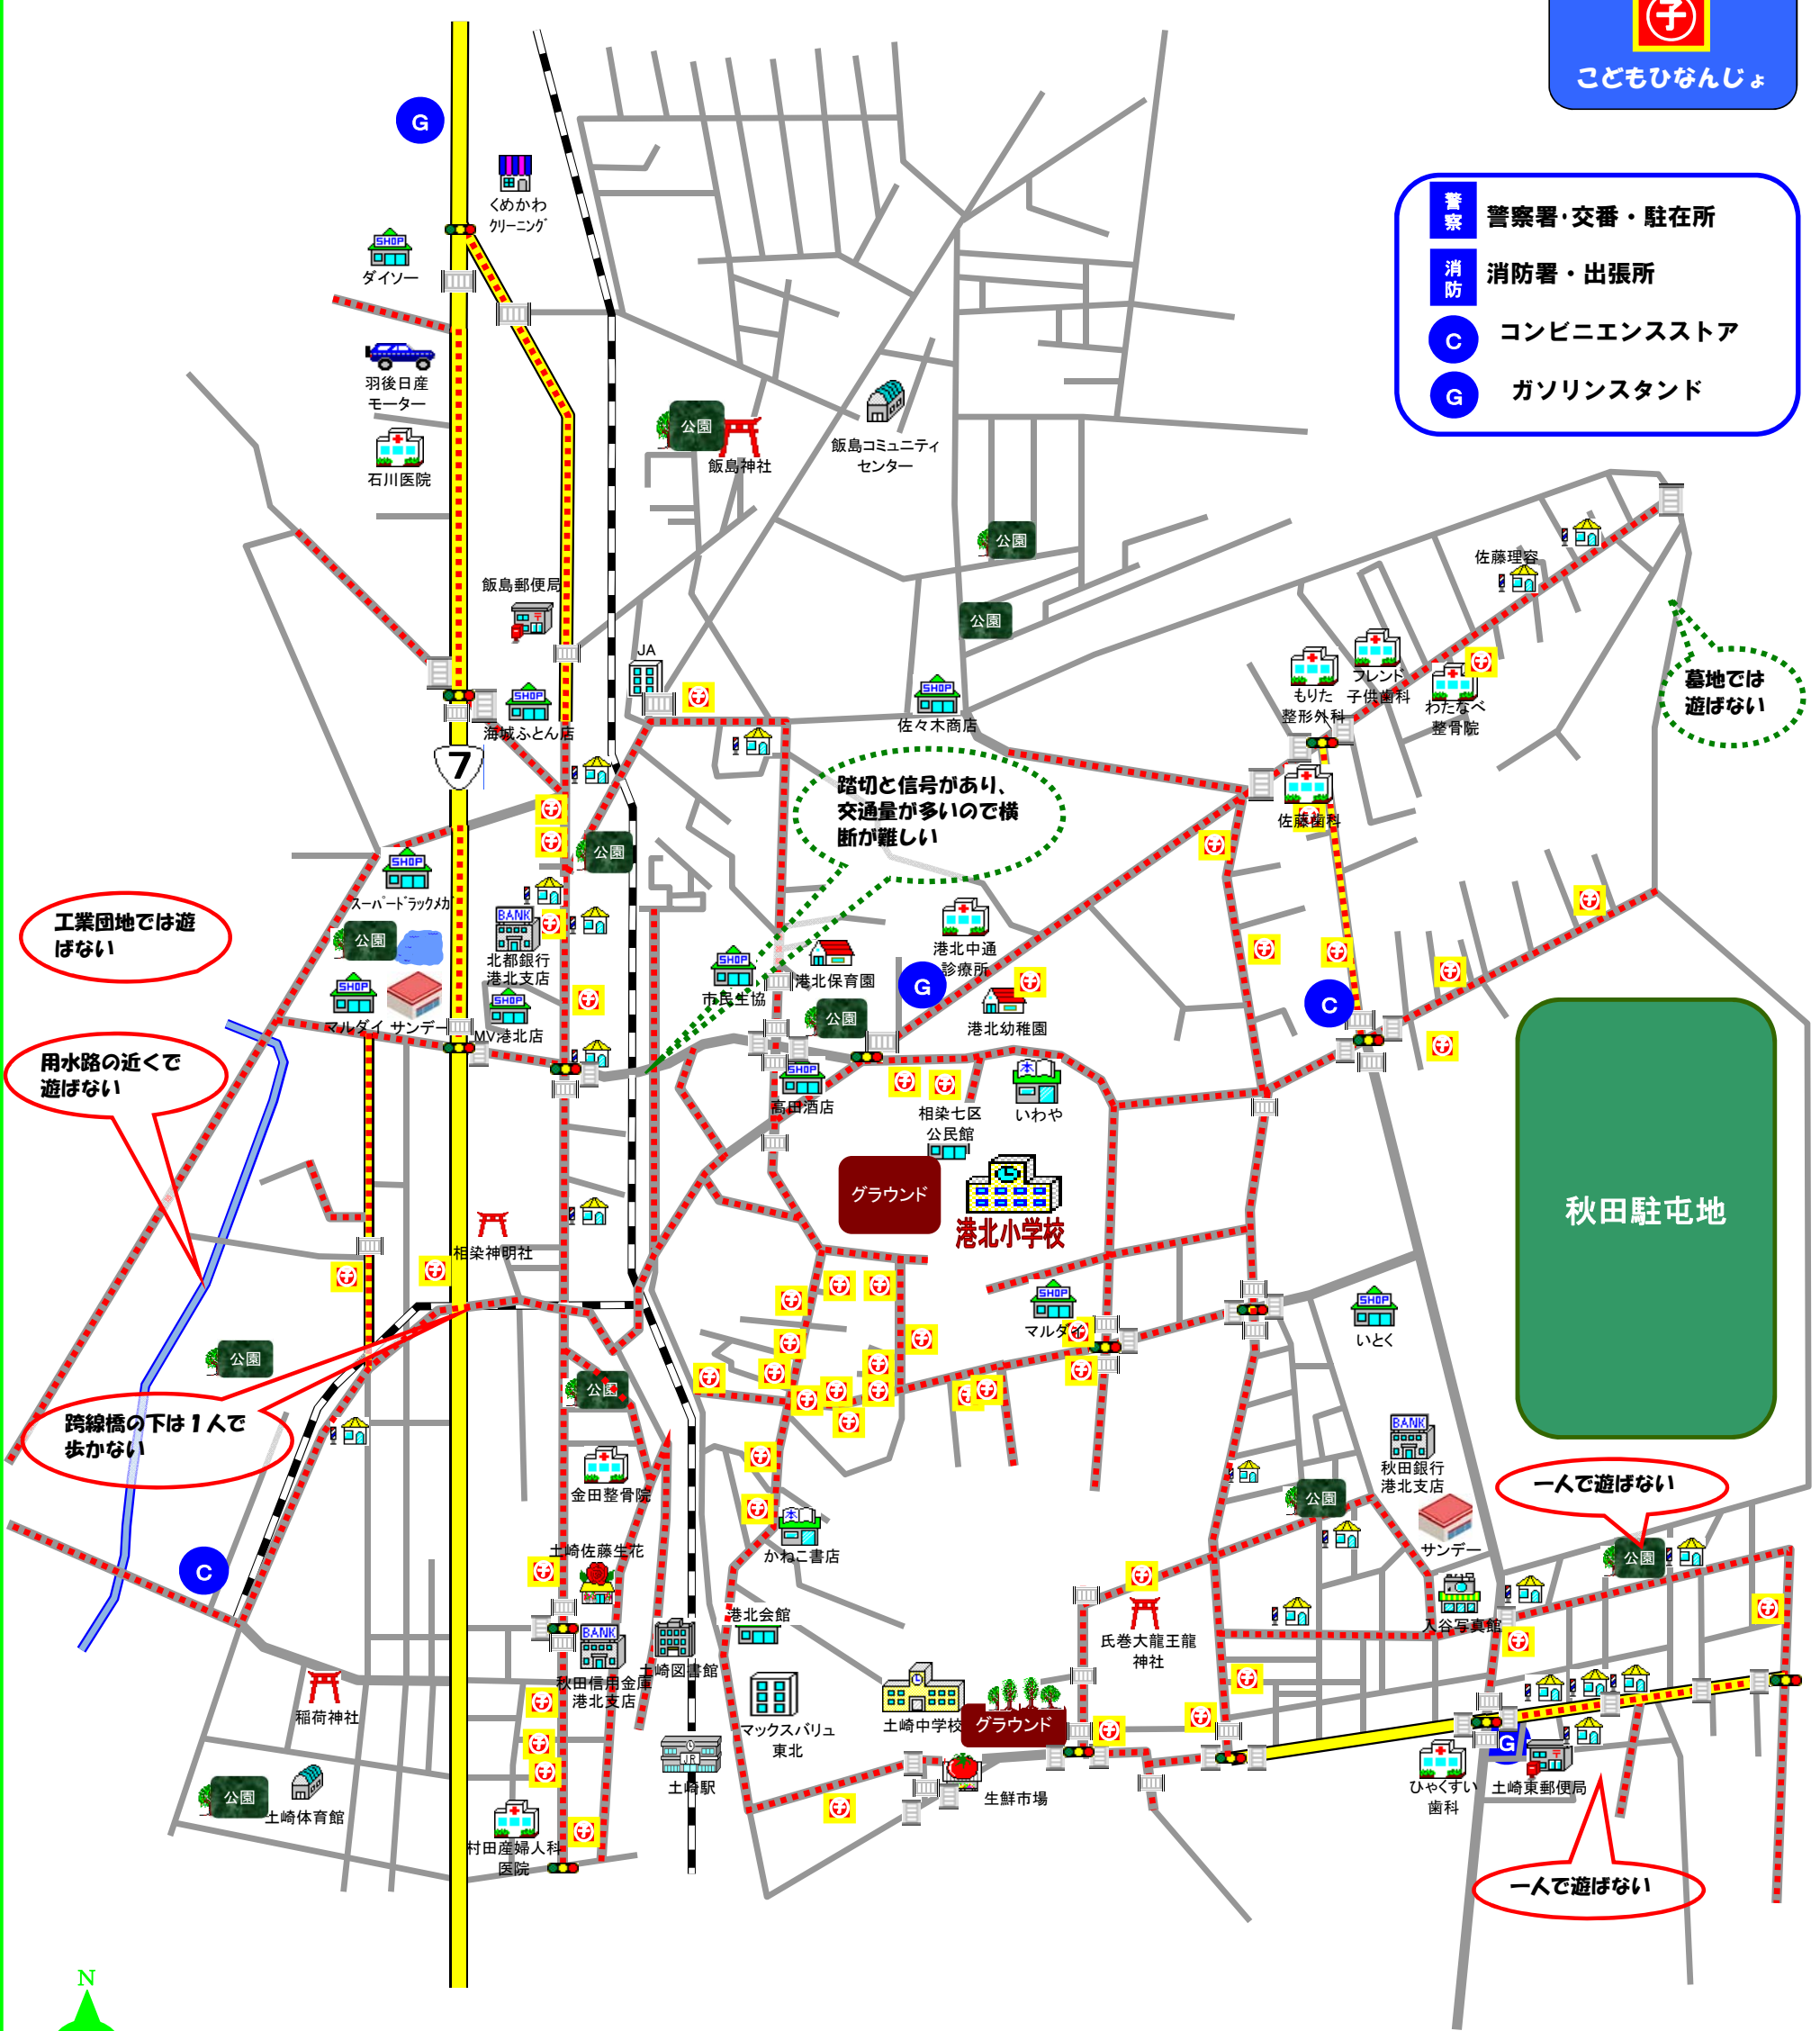 子
こどもひなんじょ
G
くめかわ
クリーニング
警察
警察署・交番・駐在所
消防
消防署・出張所
C
コンビニエンスストア
G
ガソリンスタンド
SHOP
ダイソー
羽後日産
モーター
石川医院
公園
飯島神社
飯島コミュニティ
センター
公園
佐藤理容
飯島郵便局
公園
JA
SHOP
佐々木商店
もりた
整形外科
フレンド
子供歯科
わたなべ
整骨院
墓地では
遊ばない
SHOP
海城ふとん店
7
踏切と信号があり、
交通量が多いので横
断が難しい
佐藤歯科
公園
SHOP
スーパードラックメガ
工業団地では遊
ばない
公園
BANK
北都銀行
港北支店
SHOP
マルダイ
サンデー
SHOP
MV港北店
SHOP
市民生協
港北保育園
公園
G
港北中通
診療所
港北幼稚園
C
用水路の近くで
遊ばない
SHOP
高田酒店
相染七区
公民館
本
いわや
グラウンド
港北小学校
秋田駐屯地
相染神明社
SHOP
マルダイ
SHOP
いとく
公園
公園
跨線橋の下は1人で
歩かない
金田整骨院
BANK
秋田銀行
港北支店
公園
一人で遊ばない
サンデー
公園
本
かねこ書店
C
土崎佐藤生花
港北会館
氏巻大龍王龍
神社
入谷写真館
BANK
秋田信用金庫
港北支店
土崎図書館
稲荷神社
マックスバリュ
東北
土崎中学校
グラウンド
JR
土崎駅
生鮮市場
G
ひゃくすい
歯科
土崎東郵便局
公園
土崎体育館
村田産婦人科
医院
一人で遊ばない
N